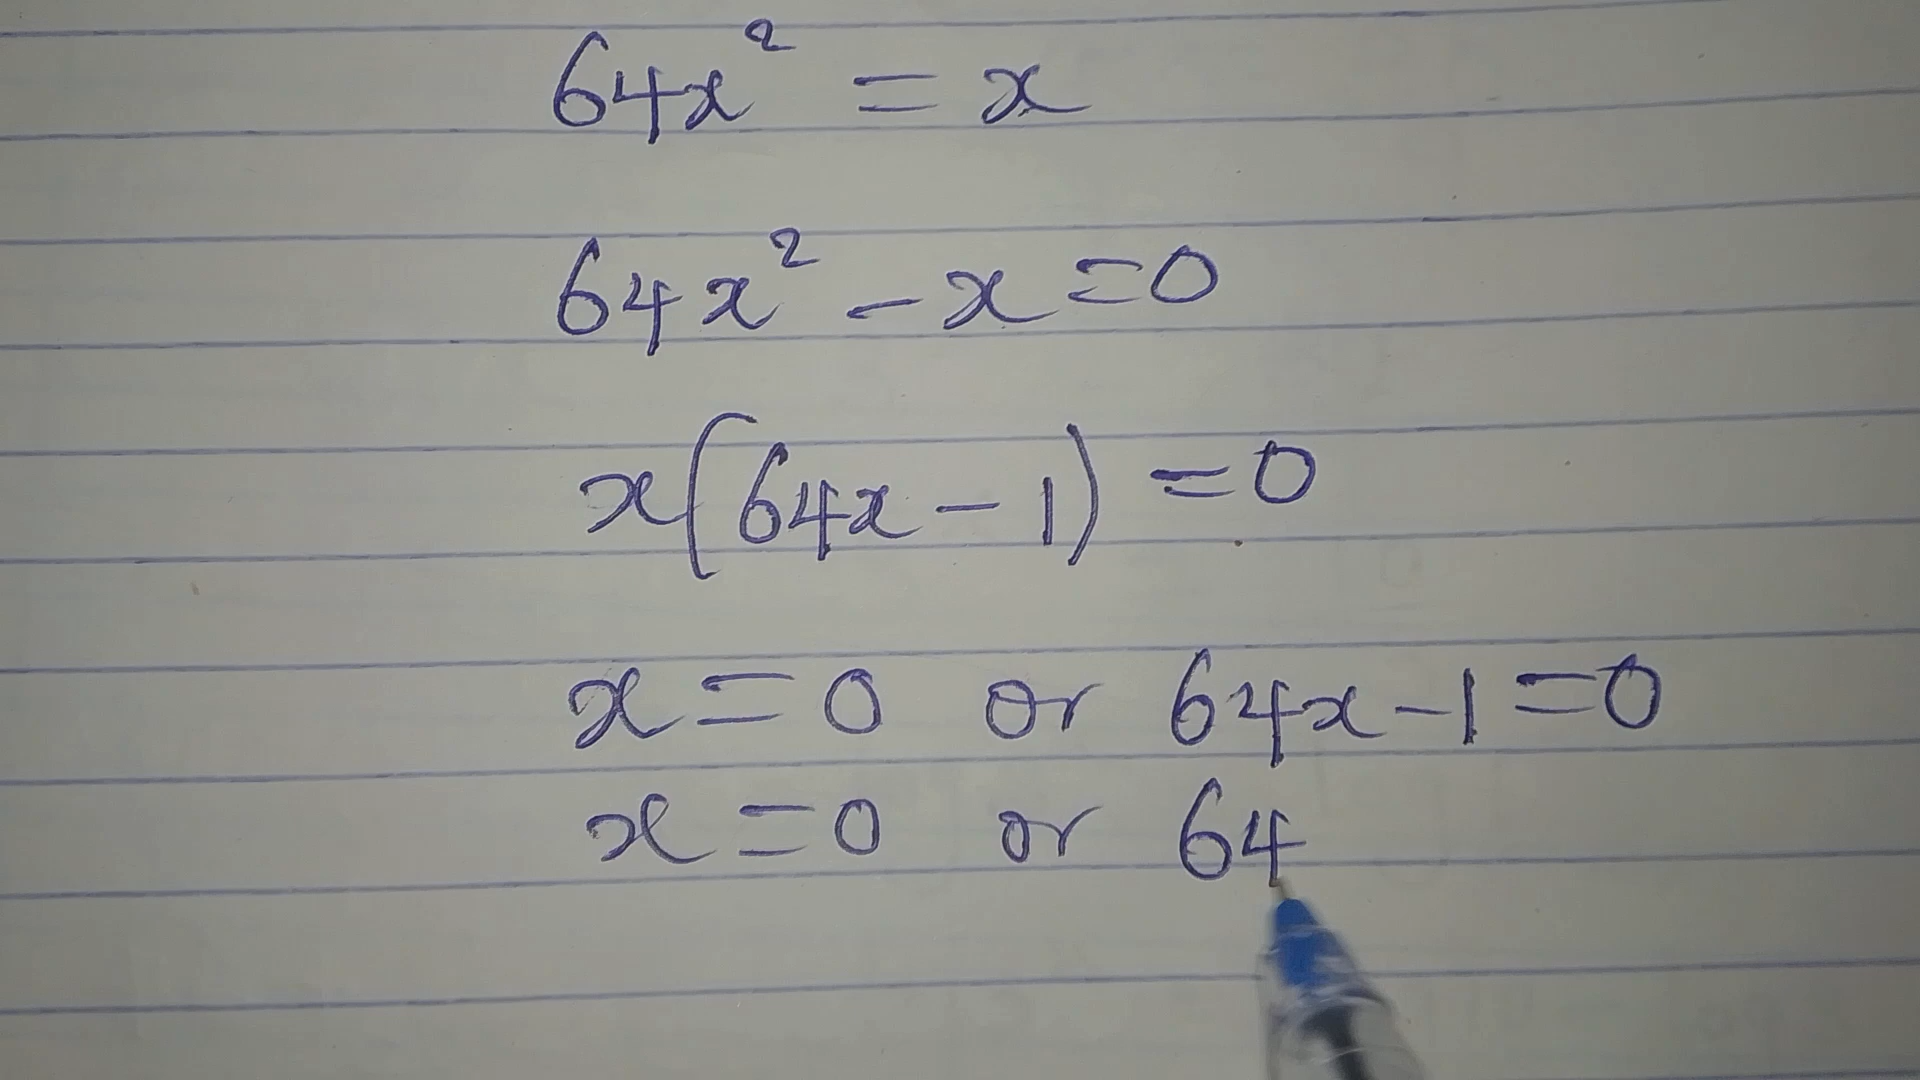 64x² = x
64x² - x = 0
x(64x - 1) = 0
x = 0 or 64x - 1 = 0
x = 0 or 64